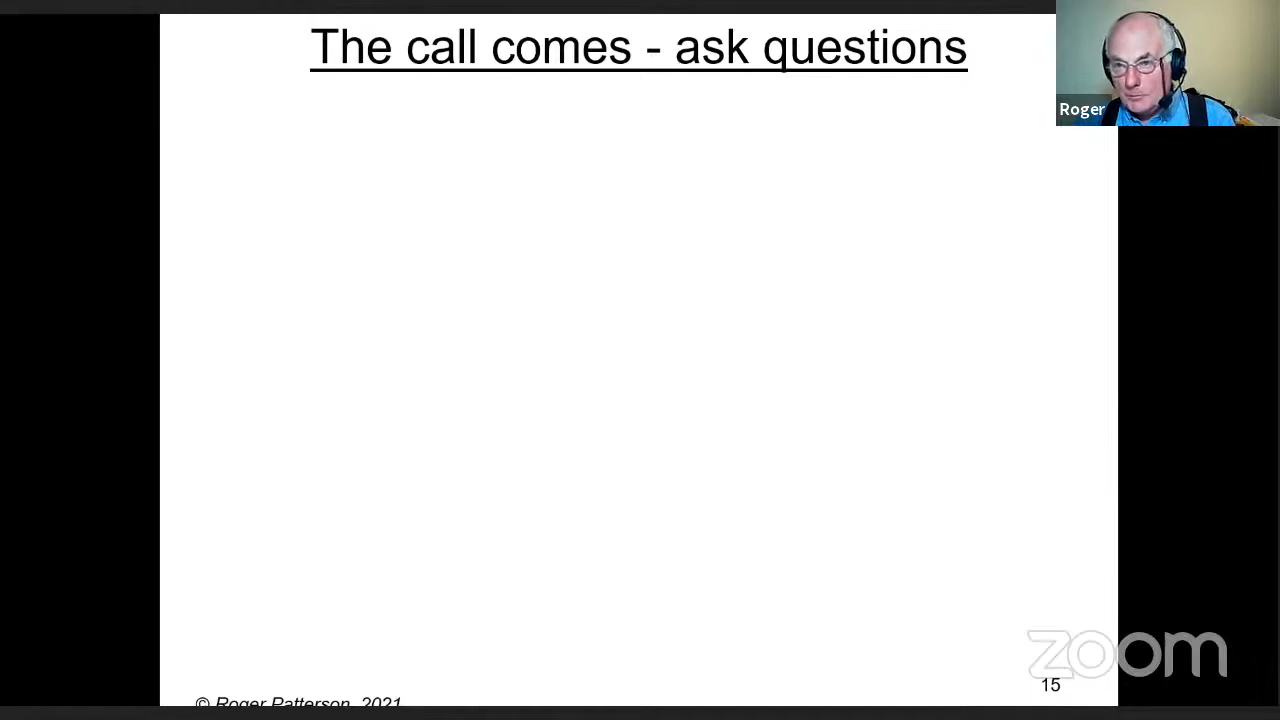 The call comes - ask questions
Roger
zoom
15
© Roger Patterson, 2021